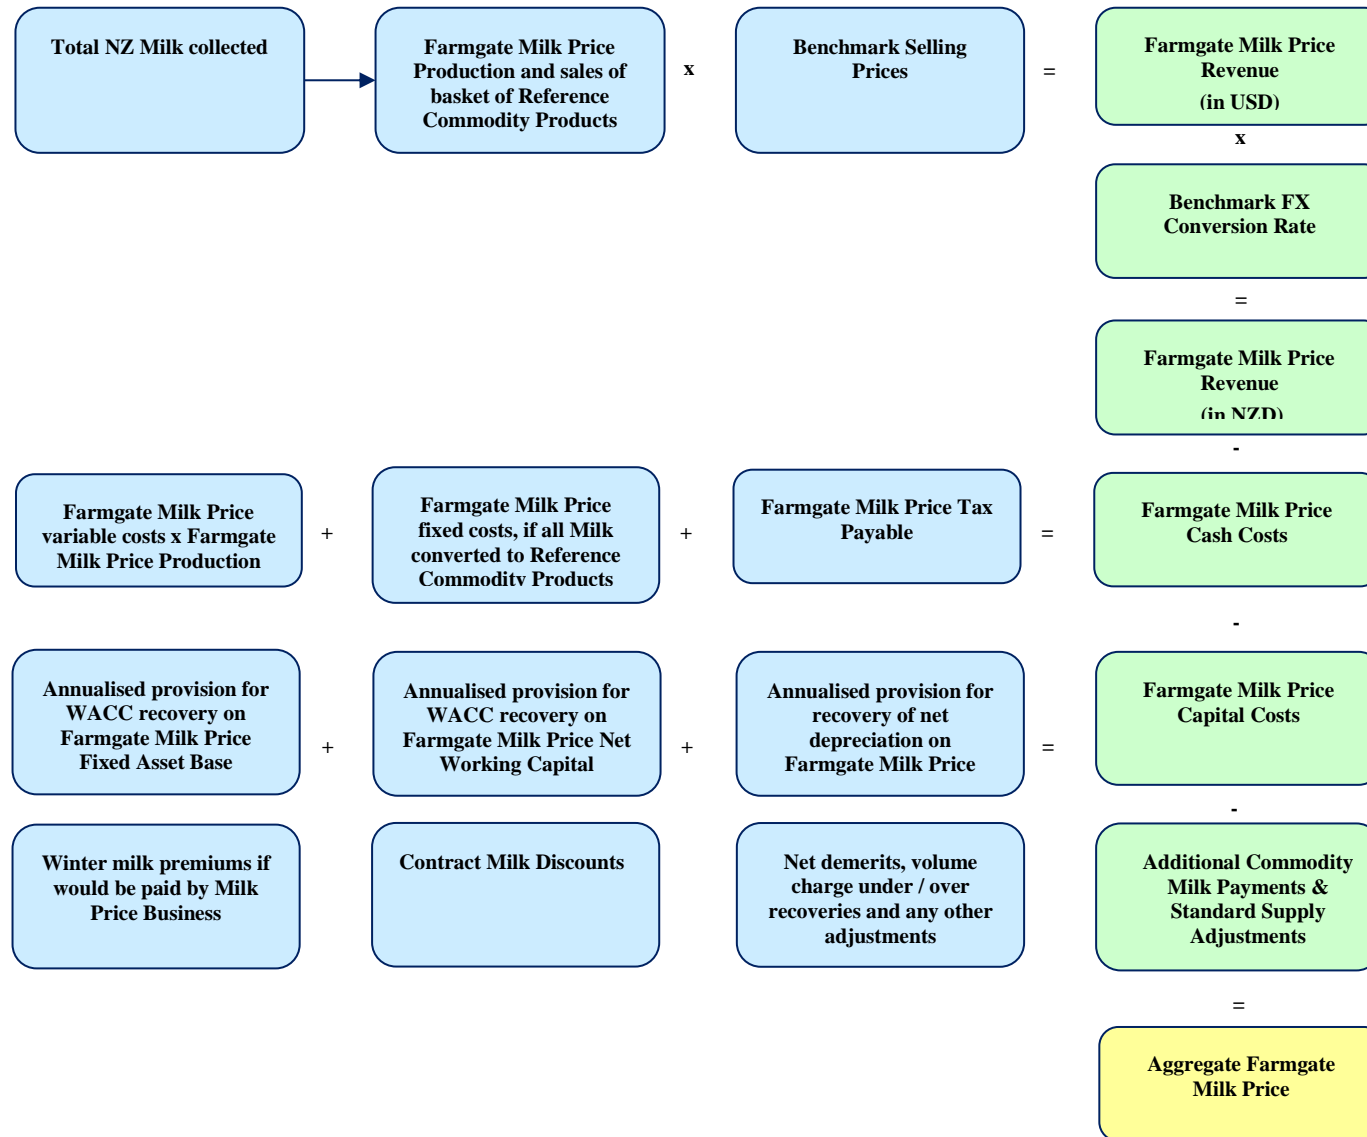 Total NZ Milk collected
Farmgate Milk Price
Production and sales of
basket of Reference
Commodity Products
x
Benchmark Selling
Prices
=
Farmgate Milk Price
Revenue
(in USD)
x
Benchmark FX
Conversion Rate
=
Farmgate Milk Price
Revenue
(in NZD)
-
Farmgate Milk Price
variable costs x Farmgate
Milk Price Production
+
Farmgate Milk Price
fixed costs, if all Milk
converted to Reference
Commodity Products
+
Farmgate Milk Price Tax
Payable
=
Farmgate Milk Price
Cash Costs
-
Annualised provision for
WACC recovery on
Farmgate Milk Price
Fixed Asset Base
+
Annualised provision for
WACC recovery on
Farmgate Milk Price Net
Working Capital
+
Annualised provision for
recovery of net
depreciation on
Farmgate Milk Price
=
Farmgate Milk Price
Capital Costs
-
Winter milk premiums if
would be paid by Milk
Price Business
Contract Milk Discounts
Net demerits, volume
charge under / over
recoveries and any other
adjustments
Additional Commodity
Milk Payments &
Standard Supply
Adjustments
=
Aggregate Farmgate
Milk Price